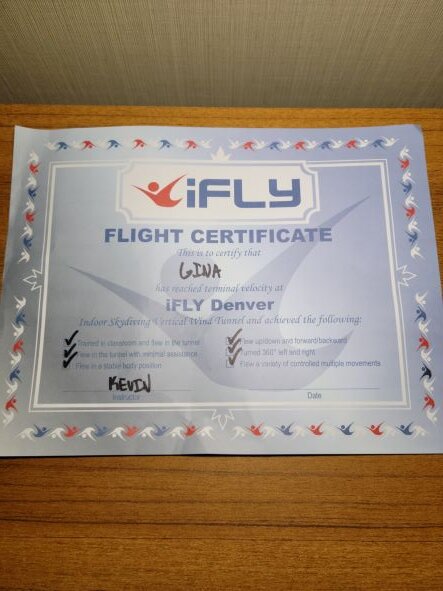 iFLY
FLIGHT CERTIFICATE
This is to certify that
GINA
has reached terminal velocity at
iFLY Denver
Indoor Skydiving Vertical Wind Tunnel and achieved the following:
Trained in classroom and flew in the tunnel
Flew in the tunnel with minimal assistance
Flew in a stable body position
Flew up/down and forward/backward
Turned 360° left and right
Flew a variety of controlled multiple movements
KEVIN
Instructor
Date